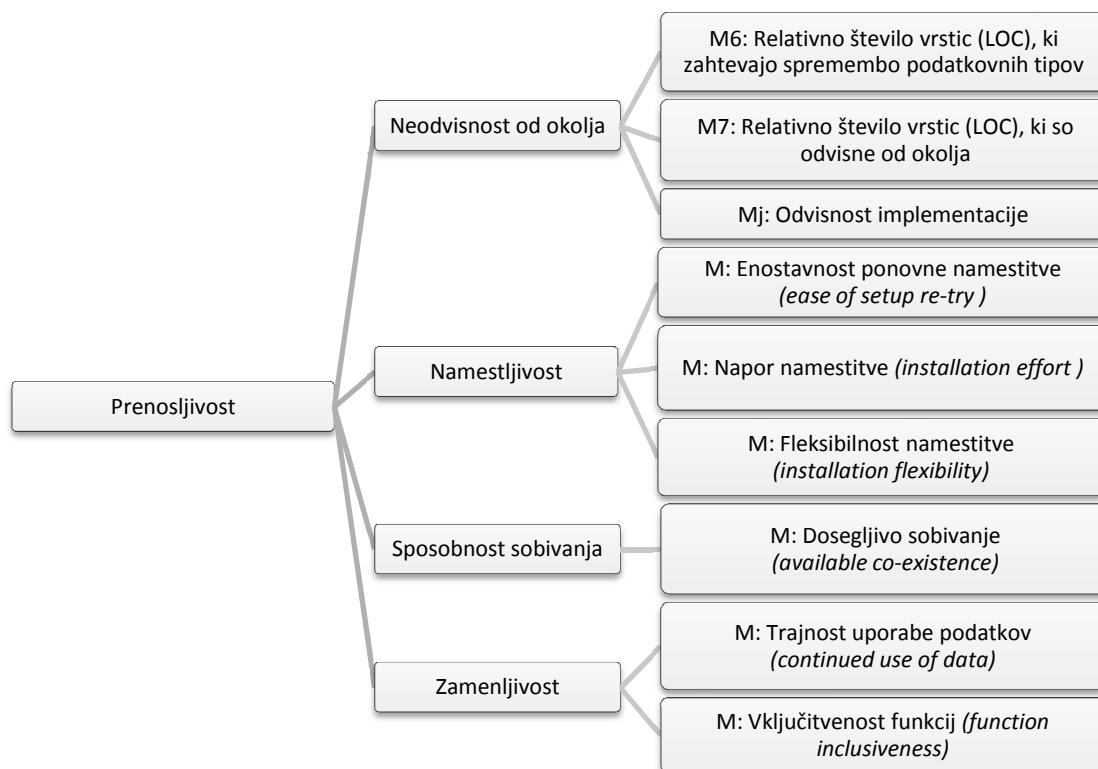 Prenosljivost
Neodvisnost od okolja
M6: Relativno število vrstic (LOC), ki
zahtevajo spremembo podatkovnih tipov
M7: Relativno število vrstic (LOC), ki so
odvisne od okolja
Mj: Odvisnost implementacije
Namestljivost
M: Enostavnost ponovne namestitve
(ease of setup re-try )
M: Napor namestitve (installation effort )
M: Fleksibilnost namestitve
(installation flexibility)
Sposobnost sobivanja
M: Dosegljivo sobivanje
(available co-existence)
Zamenljivost
M: Trajnost uporabe podatkov
(continued use of data)
M: Vključitvenost funkcij (function
inclusiveness)